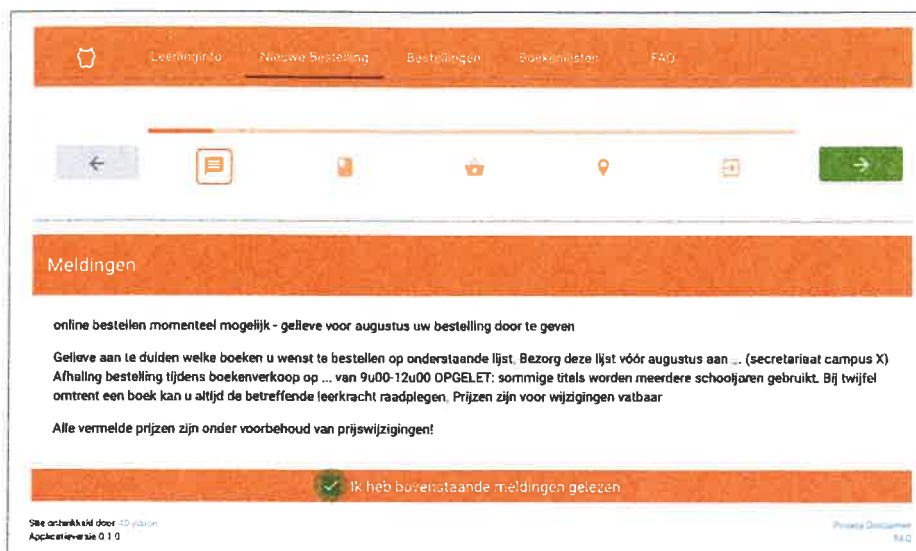 Leerlinginfo Nieuwe Bestelling Bestellingen Boekenlijsten FAQ
Meldingen
online bestellen momenteel mogelijk - gelieve voor augustus uw bestelling door te geven
Gelieve aan te duiden welke boeken u wenst te bestellen op onderstaande lijst. Bezorg deze lijst vóór augustus aan ... (secretariaat campus X)
Afhaling bestelling tijdens boekenverkoop op ... van 9u00-12u00 OPGELET: sommige titels worden meerdere schooljaren gebruikt. Bij twijfel
omtrent een boek kan u altijd de betreffende leerkracht raadplegen. Prijzen zijn voor wijzigingen vatbaar
Alle vermelde prijzen zijn onder voorbehoud van prijswijzigingen!
Ik heb bovenstaande meldingen gelezen
Site ontwikkeld door
Applicatieversie 0.1.0
Privacy Disclaimer
FAQ